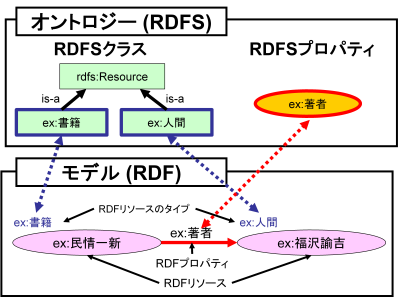 オントロジー (RDFS)
RDFSクラス
RDFSプロパティ
rdfs:Resource
is-a
is-a
ex:著者
ex:書籍
ex:人間
モデル (RDF)
RDFリソースのタイプ
ex:書籍
ex:人間
ex:著者
ex:民情一新
ex:福沢諭吉
RDFプロパティ
RDFリソース